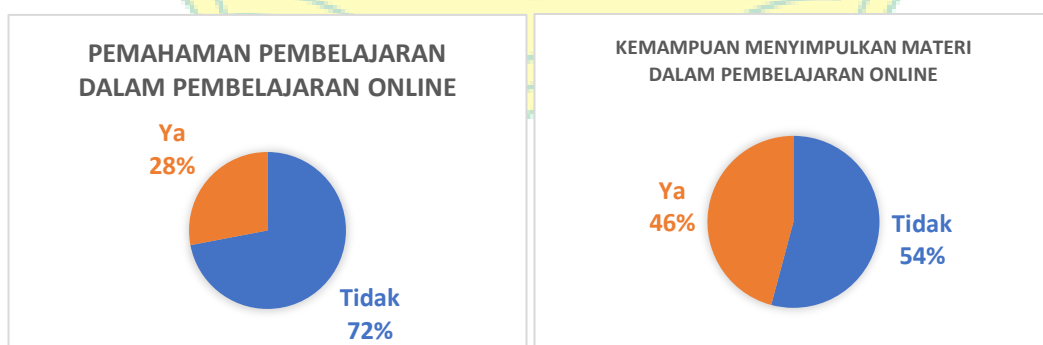 PEMAHAMAN PEMBELAJARAN
DALAM PEMBELAJARAN ONLINE
Ya
28%
Tidak
72%
KEMAMPUAN MENYIMPULKAN MATERI
DALAM PEMBELAJARAN ONLINE
Ya
46%
Tidak
54%